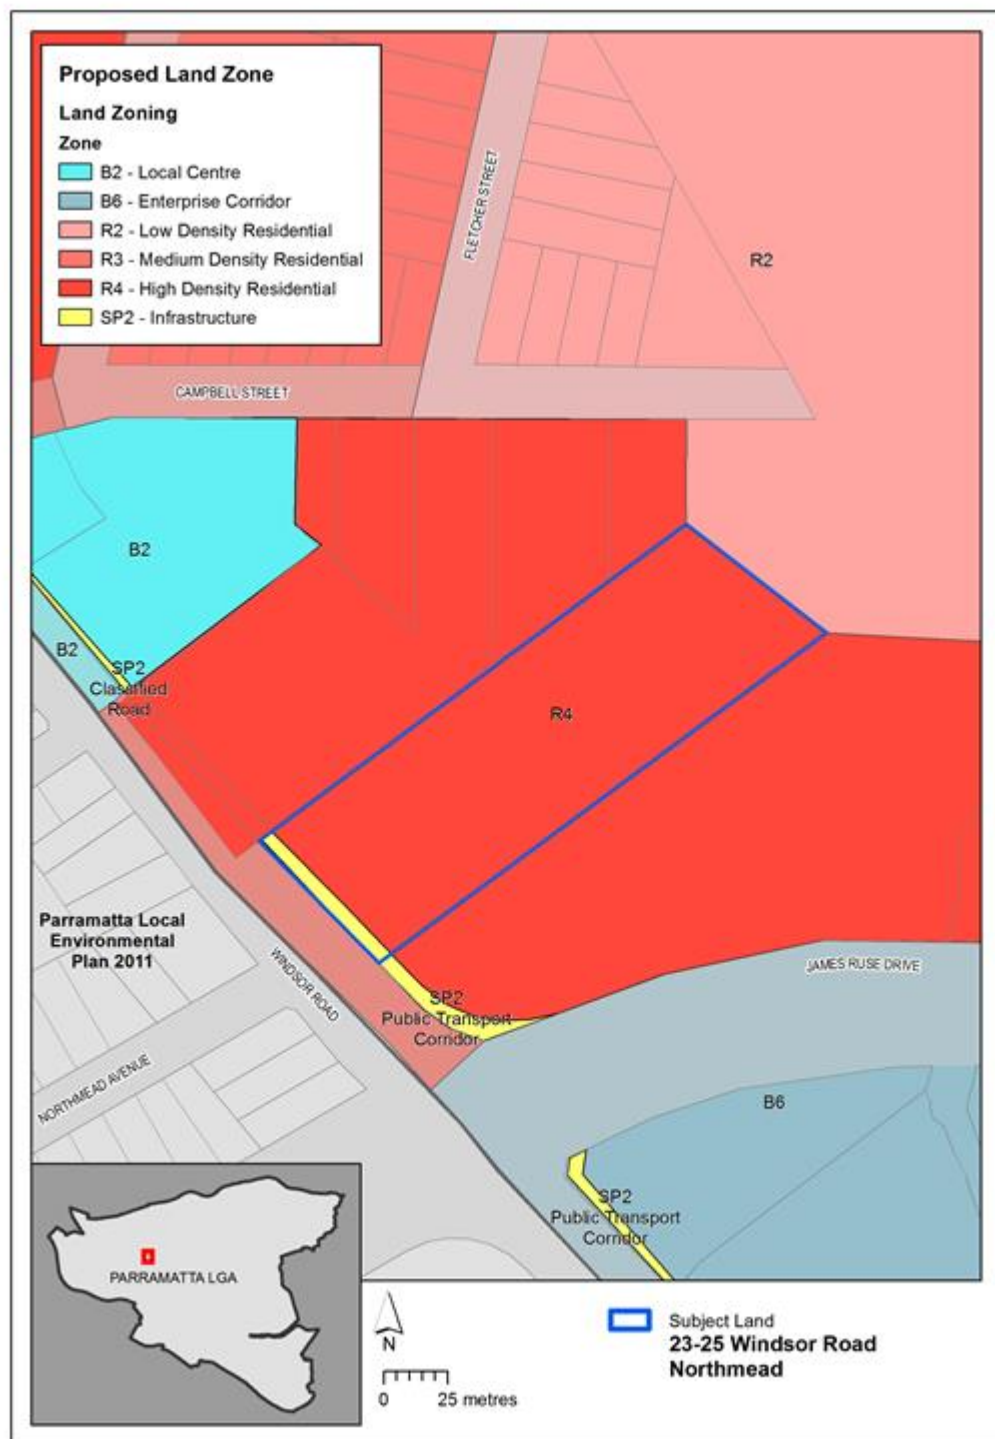 Proposed Land Zone
Land Zoning
Zone
B2 - Local Centre
B6 - Enterprise Corridor
R2 - Low Density Residential
R3 - Medium Density Residential
R4 - High Density Residential
SP2 - Infrastructure
FLETCHER STREET
R2
CAMPBELL STREET
B2
B2
SP2
Classified
Road
R4
Parramatta Local
Environmental
Plan 2011
WINDSOR ROAD
JAMES RUSE DRIVE
SP2
Public Transport
Corridor
NORTHMEAD AVENUE
B6
SP2
Public Transport
Corridor
PARRAMATTA LGA
N
0 25 metres
Subject Land
23-25 Windsor Road
Northmead